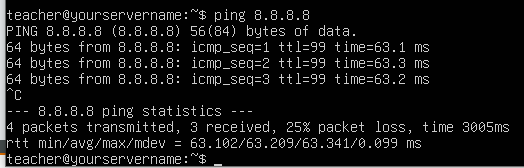 teacher@yourservername:~$ ping 8.8.8.8
PING 8.8.8.8 (8.8.8.8) 56(84) bytes of data.
64 bytes from 8.8.8.8: icmp_seq=1 ttl=99 time=63.1 ms
64 bytes from 8.8.8.8: icmp_seq=2 ttl=99 time=63.3 ms
64 bytes from 8.8.8.8: icmp_seq=3 ttl=99 time=63.2 ms
^C
--- 8.8.8.8 ping statistics ---
4 packets transmitted, 3 received, 25% packet loss, time 3005ms
rtt min/avg/max/mdev = 63.102/63.209/63.341/0.099 ms
teacher@yourservername:~$ _